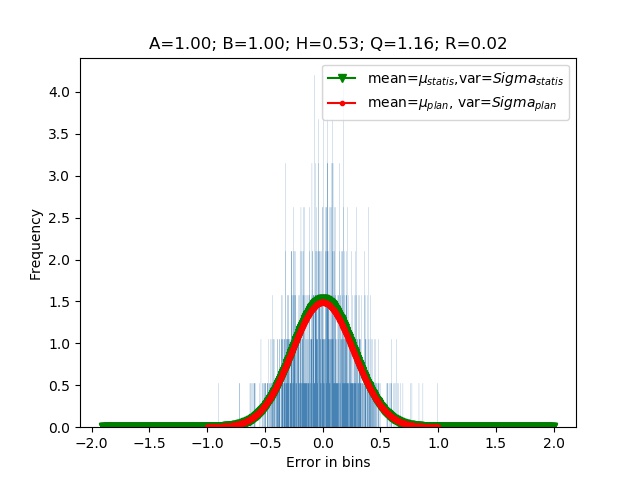 A=1.00; B=1.00; H=0.53; Q=1.16; R=0.02
mean=μstatis,var=Sigmastatis
mean=μplan, var=Sigmaplan
4.0
3.5
3.0
2.5
2.0
1.5
1.0
0.5
0.0
Frequency
−2.0 −1.5 −1.0 −0.5 0.0 0.5 1.0 1.5 2.0
Error in bins